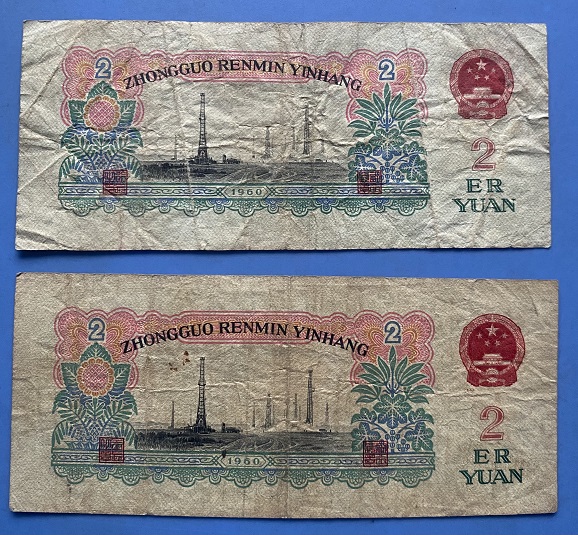 2 2
ZHONGGUO RENMIN YINHANG
1960
2
ER
YUAN
2 2
ZHONGGUO RENMIN YINHANG
1960
2
ER
YUAN